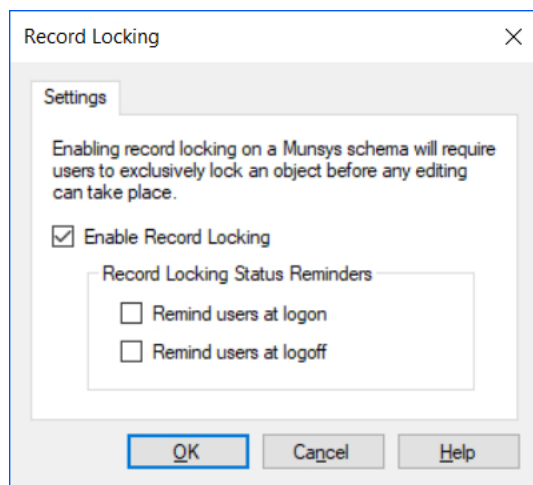 Record Locking
Settings
Enabling record locking on a Munsys schema will require
users to exclusively lock an object before any editing
can take place.
Enable Record Locking
Record Locking Status Reminders
Remind users at logon
Remind users at logoff
OK Cancel Help